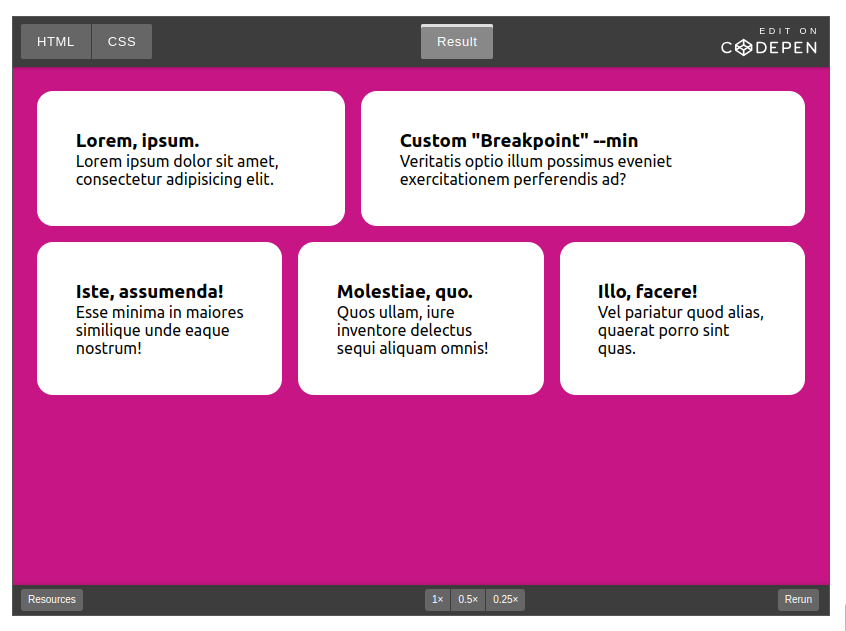 HTML CSS Result EDIT ON
CODEPEN
Lorem, ipsum.
Lorem ipsum dolor sit amet,
consectetur adipisicing elit.
Custom "Breakpoint" --min
Veritatis optio illum possimus eveniet
exercitationem perferendis ad?
Iste, assumenda!
Esse minima in maiores
similique unde eaque
nostrum!
Molestiae, quo.
Quos ullam, iure
inventore delectus
sequi aliquam omnis!
Illo, facere!
Vel pariatur quod alias,
quaerat porro sint
quas.
Resources 1× 0.5× 0.25× Rerun